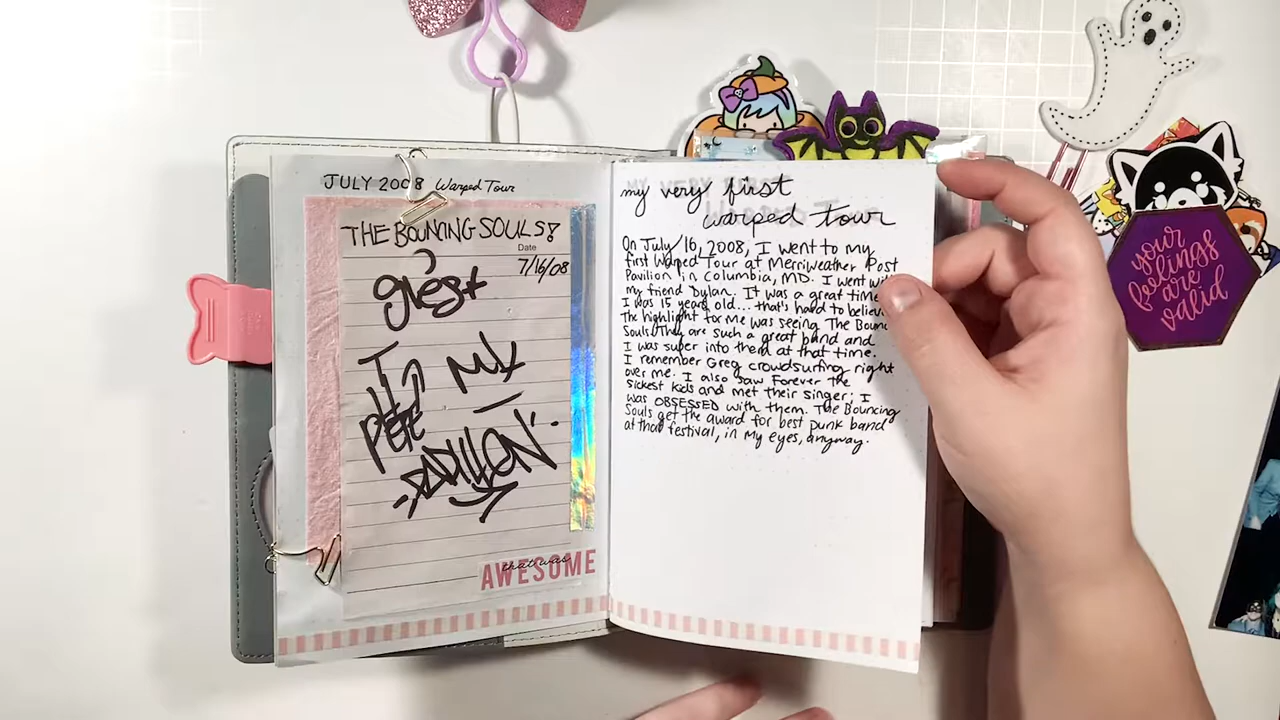 JULY 2008 Warped Tour
THE BOUNCING SOULS!
Date
7/16/08
greg
PETE
that was
AWESOME
my very first
warped tour
On July 16, 2008, I went to my
first Warped Tour at Merriweather Post
Pavilion in Columbia, MD. I went
my friend Dylan. It was a great time
I was 15 years old... that's hard to believe
The highlight for me was seeing The
Souls. They are such a great band and
I was super into them at that time.
I remember Greg crowdsurfing right
over me. I also saw Forever the
sickest kids and met their singer; I
was OBSESSED with them. The Bouncing
Souls get the award for best punk band
at that festival, in my eyes, anyway.
your
feelings
are
valid